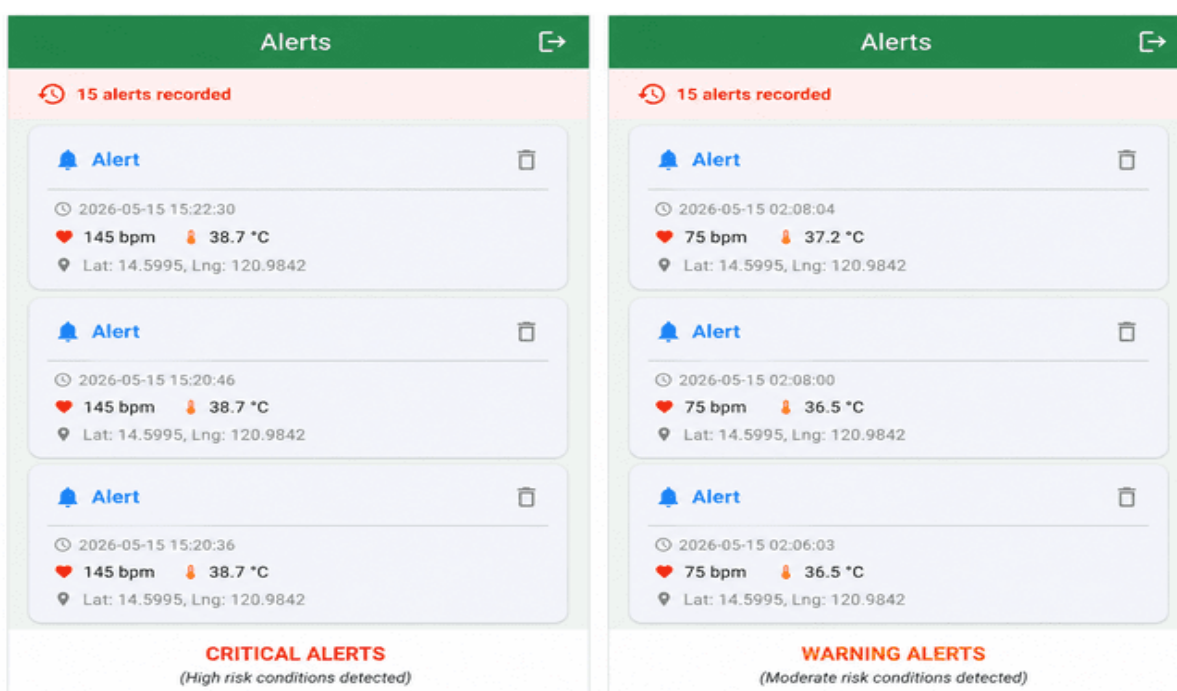 Alerts
15 alerts recorded
Alert
2026-05-15 15:22:30
145 bpm 38.7 °C
Lat: 14.5995, Lng: 120.9842
Alert
2026-05-15 15:20:46
145 bpm 38.7 °C
Lat: 14.5995, Lng: 120.9842
Alert
2026-05-15 15:20:36
145 bpm 38.7 °C
Lat: 14.5995, Lng: 120.9842
CRITICAL ALERTS
(High risk conditions detected)
Alerts
15 alerts recorded
Alert
2026-05-15 02:08:04
75 bpm 37.2 °C
Lat: 14.5995, Lng: 120.9842
Alert
2026-05-15 02:08:00
75 bpm 36.5 °C
Lat: 14.5995, Lng: 120.9842
Alert
2026-05-15 02:06:03
75 bpm 36.5 °C
Lat: 14.5995, Lng: 120.9842
WARNING ALERTS
(Moderate risk conditions detected)